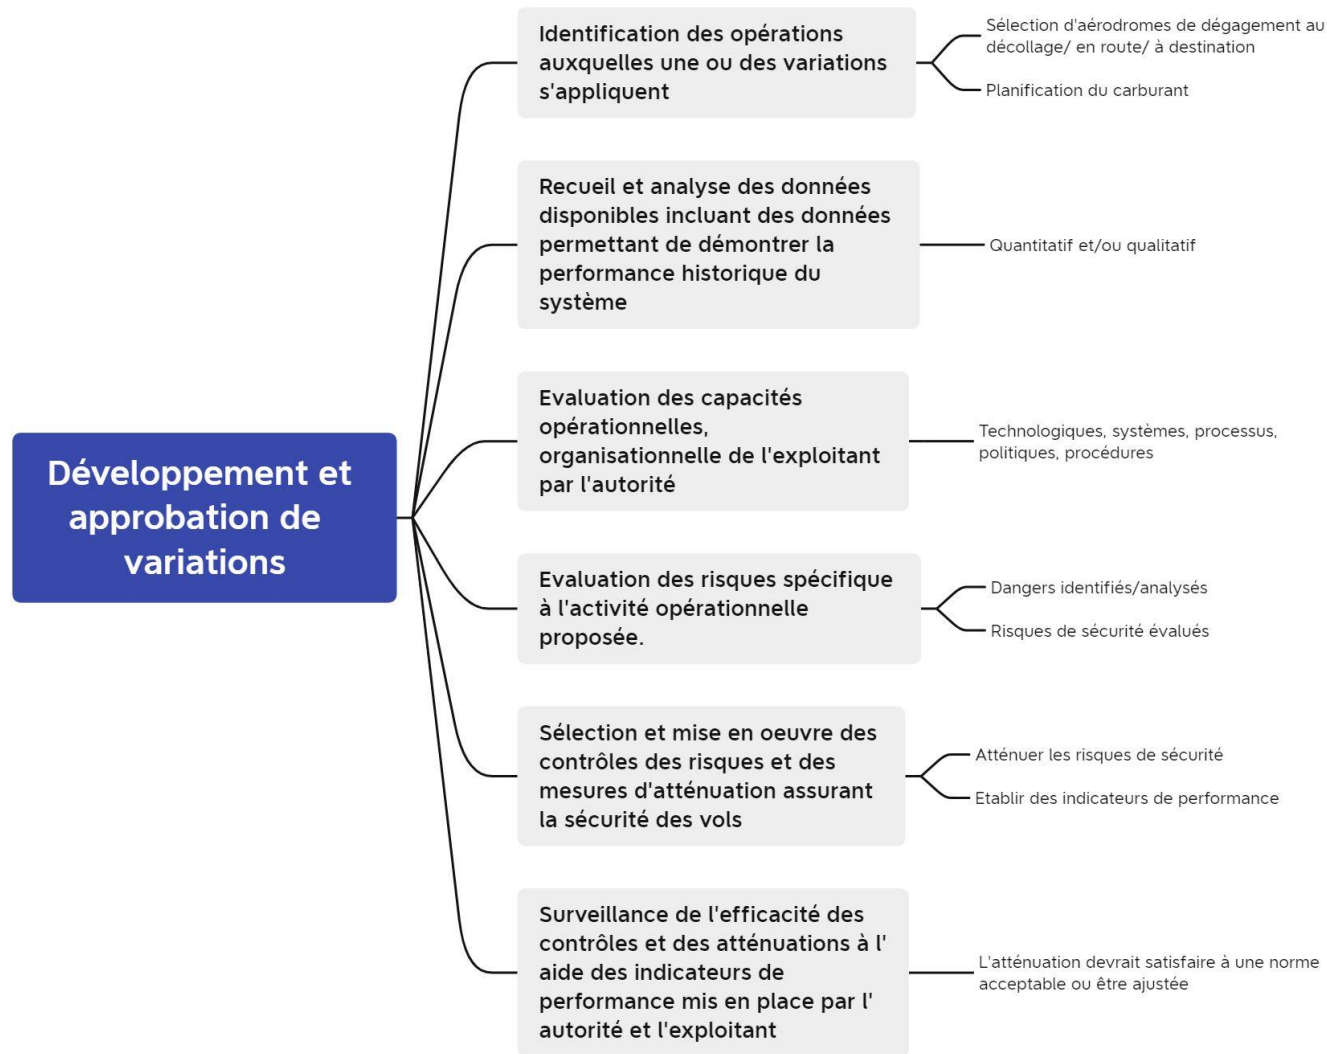 Développement et
approbation de
variations
Identification des opérations
auxquelles une ou des variations
s'appliquent
Sélection d'aérodromes de dégagement au
décollage/ en route/ à destination
Planification du carburant
Recueil et analyse des données
disponibles incluant des données
permettant de démontrer la
performance historique du
système
Quantitatif et/ou qualitatif
Evaluation des capacités
opérationnelles,
organisationnelle de l'exploitant
par l'autorité
Technologiques, systèmes, processus,
politiques, procédures
Evaluation des risques spécifique
à l'activité opérationnelle
proposée.
Dangers identifiés/analysés
Risques de sécurité évalués
Sélection et mise en oeuvre des
contrôles des risques et des
mesures d'atténuation assurant
la sécurité des vols
Atténuer les risques de sécurité
Etablir des indicateurs de performance
Surveillance de l'efficacité des
contrôles et des atténuations à l'
aide des indicateurs de
performance mis en place par l'
autorité et l'exploitant
L'atténuation devrait satisfaire à une norme
acceptable ou être ajustée